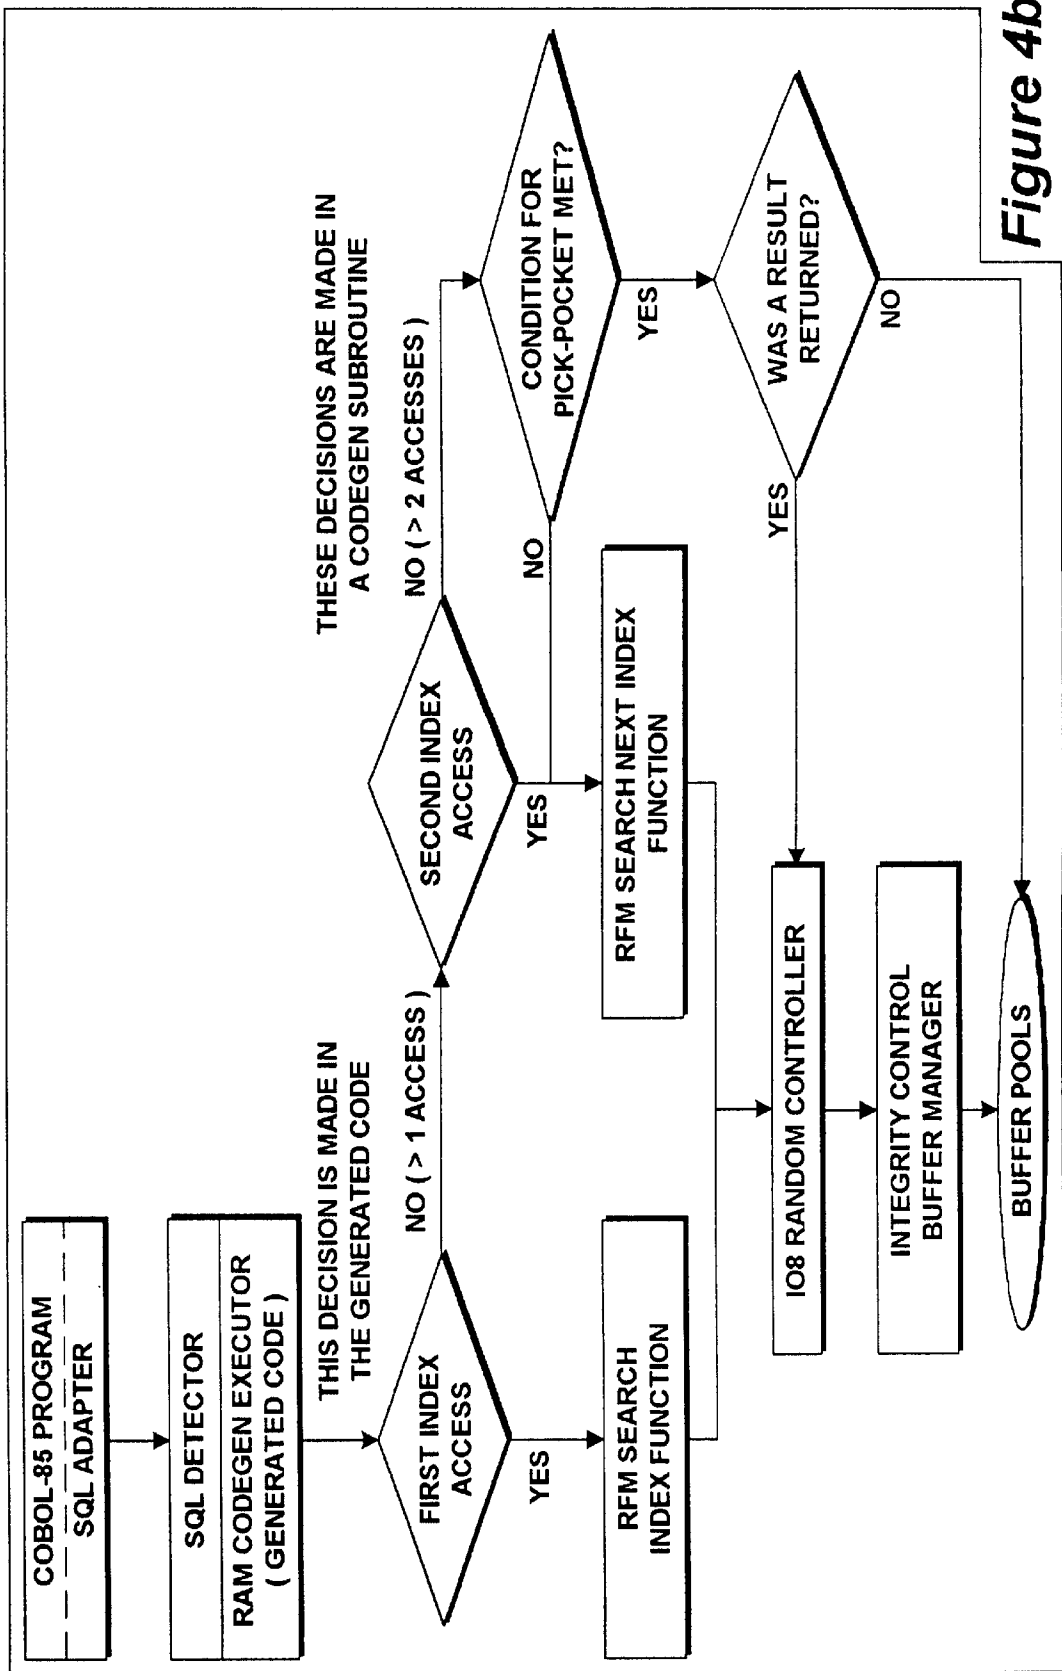 COBOL-85 PROGRAM
SQL ADAPTER
SQL DETECTOR
RAM CODEGEN EXECUTOR
( GENERATED CODE )
THIS DECISION IS MADE IN
THE GENERATED CODE
FIRST INDEX
ACCESS
NO ( > 1 ACCESS )
YES
RFM SEARCH
INDEX FUNCTION
THESE DECISIONS ARE MADE IN
A CODEGEN SUBROUTINE
SECOND INDEX
ACCESS
NO ( > 2 ACCESSES )
YES
RFM SEARCH NEXT INDEX
FUNCTION
CONDITION FOR
PICK-POCKET MET?
NO
YES
WAS A RESULT
RETURNED?
YES
NO
IO8 RANDOM CONTROLLER
INTEGRITY CONTROL
BUFFER MANAGER
BUFFER POOLS
Figure 4b